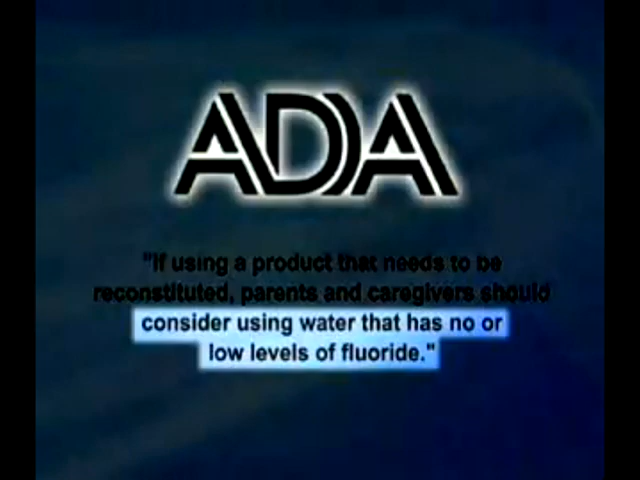 ADA
"If using a product that needs to be
reconstituted, parents and caregivers should
consider using water that has no or
low levels of fluoride."